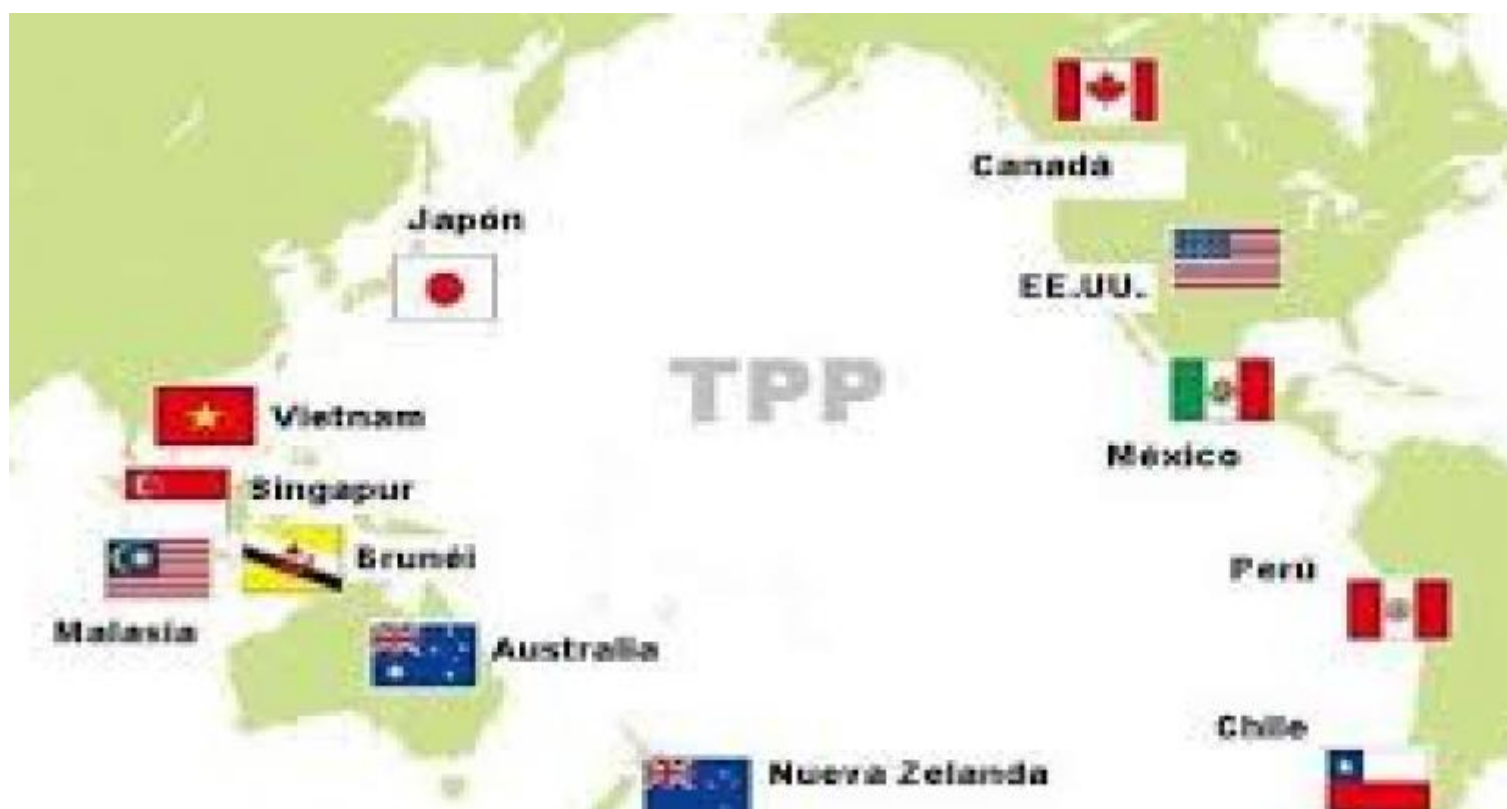 Canadá
Japón
EE.UU.
TPP
Vietnam
México
Singapur
Brunéi
Perú
Malasia
Australia
Chile
Nueva Zelanda